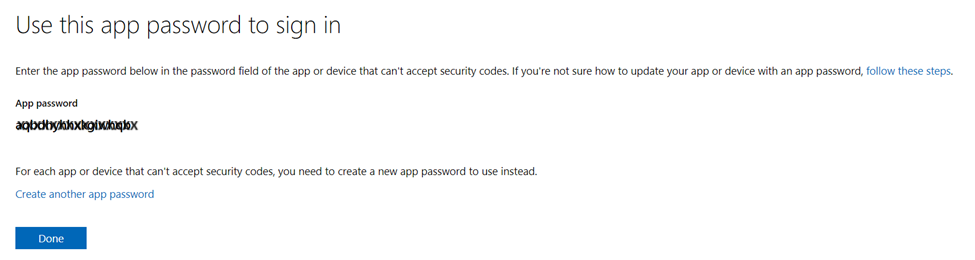 Use this app password to sign in
Enter the app password below in the password field of the app or device that can't accept security codes. If you're not sure how to update your app or device with an app password, follow these steps.
App password
For each app or device that can't accept security codes, you need to create a new app password to use instead.
Create another app password
Done